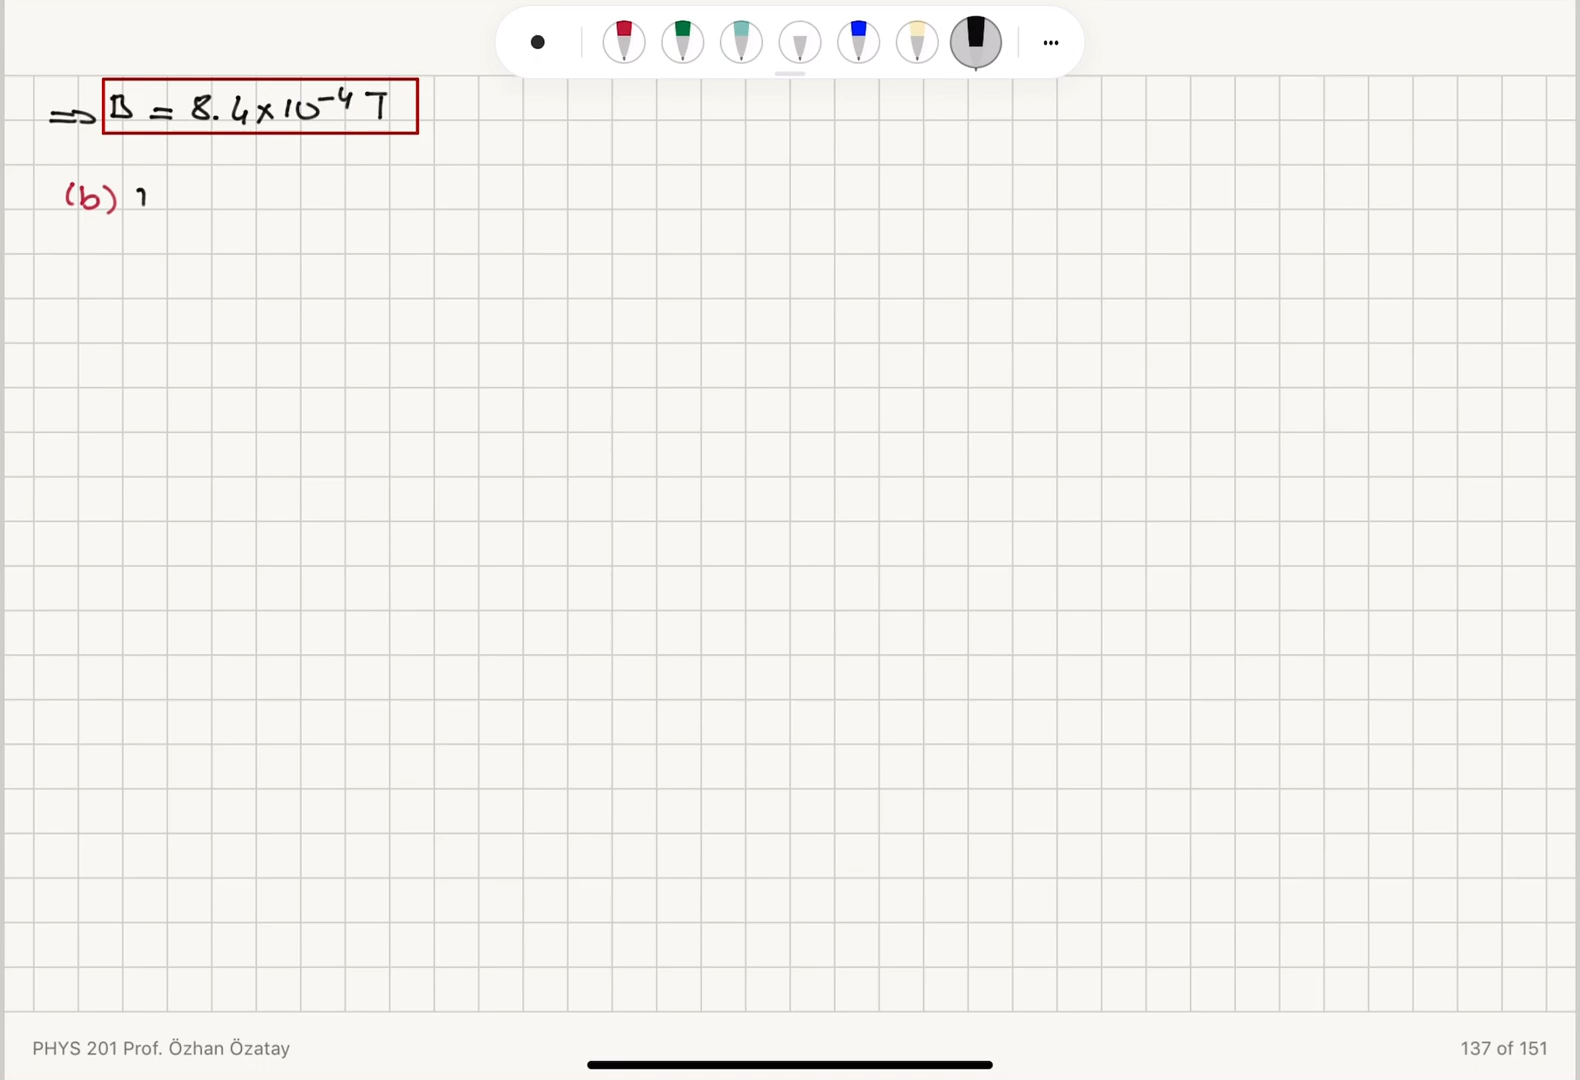 ⇒ B = 8.4×10⁻⁴ T
(b)
PHYS 201 Prof. Özhan Özatay
137 of 151